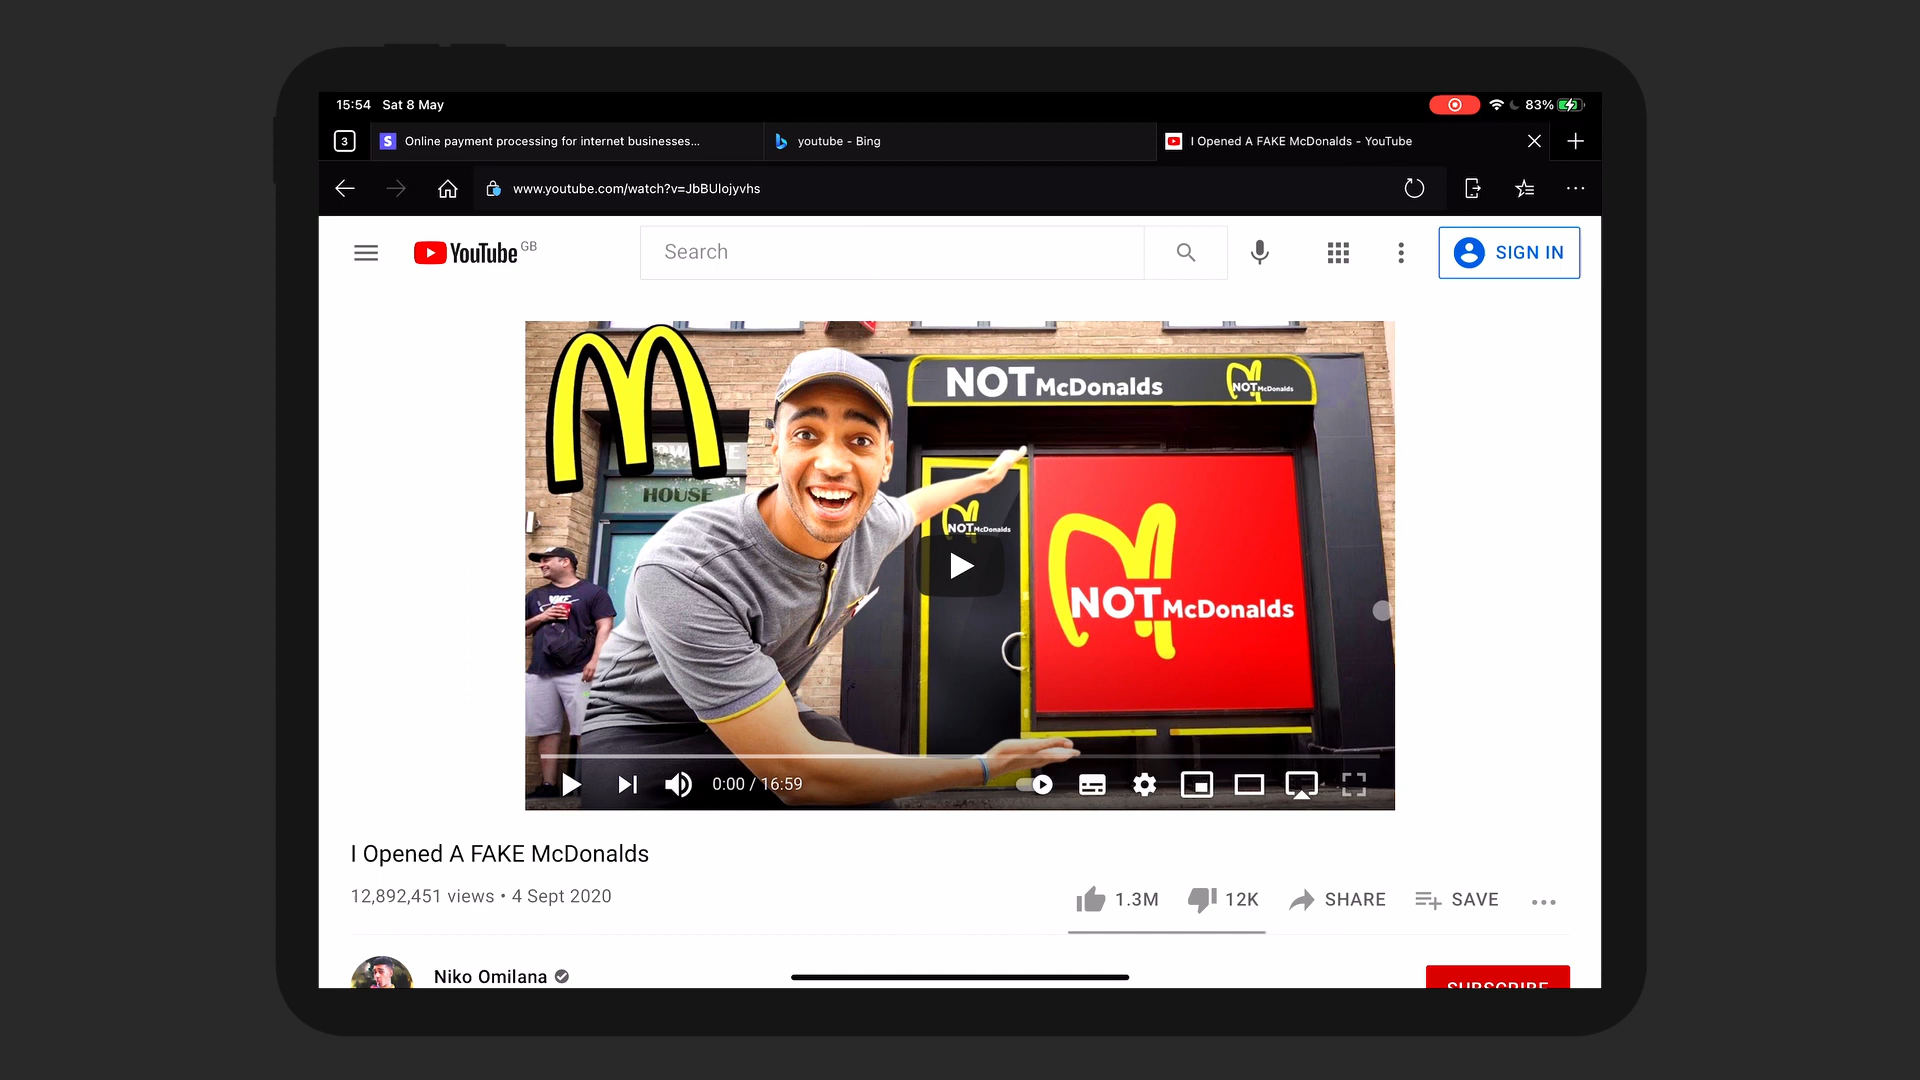 15:54 Sat 8 May
83%
3
Online payment processing for internet businesses...
youtube - Bing
I Opened A FAKE McDonalds - YouTube
www.youtube.com/watch?v=JbBUlojyvhs
YouTube GB
Search
SIGN IN
NOT McDonalds
NOT McDonalds
HOUSE
NOT McDonalds
NOT McDonalds
0:00 / 16:59
I Opened A FAKE McDonalds
12,892,451 views • 4 Sept 2020
1.3M
12K
SHARE
SAVE
Niko Omilana
SUBSCRIBE